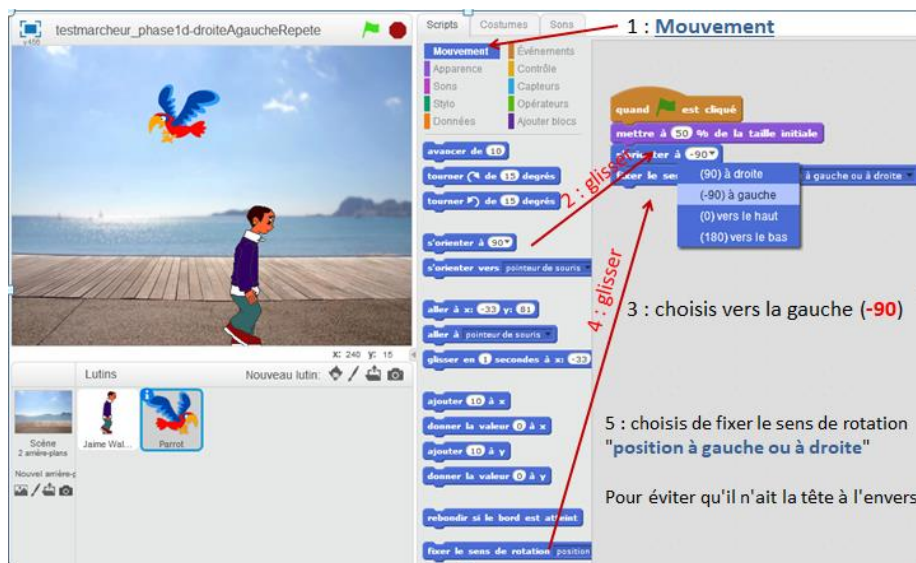 testmarcheur_phase1d-droiteAgaucheRepete
v456
Scripts
Costumes
Sons
1 : Mouvement
Mouvement
Événements
Apparence
Contrôle
Sons
Capteurs
Stylo
Opérateurs
Données
Ajouter blocs
avancer de 10
tourner de 15 degrés
tourner de 15 degrés
s'orienter à 90
s'orienter vers pointeur de souris
aller à x: -33 y: 81
aller à pointeur de souris
glisser en 1 secondes à x: -33
ajouter 10 à x
donner la valeur 0 à x
ajouter 10 à y
donner la valeur 0 à y
rebondir si le bord est atteint
fixer le sens de rotation position
quand est cliqué
mettre à 50 % de la taille initiale
s'orienter à -90
fixer le sens à gauche ou à droite
(90) à droite
(-90) à gauche
(0) vers le haut
(180) vers le bas
2 : glisser
4 : glisser
3 : choisis vers la gauche (-90)
5 : choisis de fixer le sens de rotation
"position à gauche ou à droite"
Pour éviter qu'il n'ait la tête à l'envers
x: 240 y: 15
Lutins
Nouveau lutin:
Scène
2 arrière-plans
Jaime Wal...
Parrot
Nouvel arrière-p